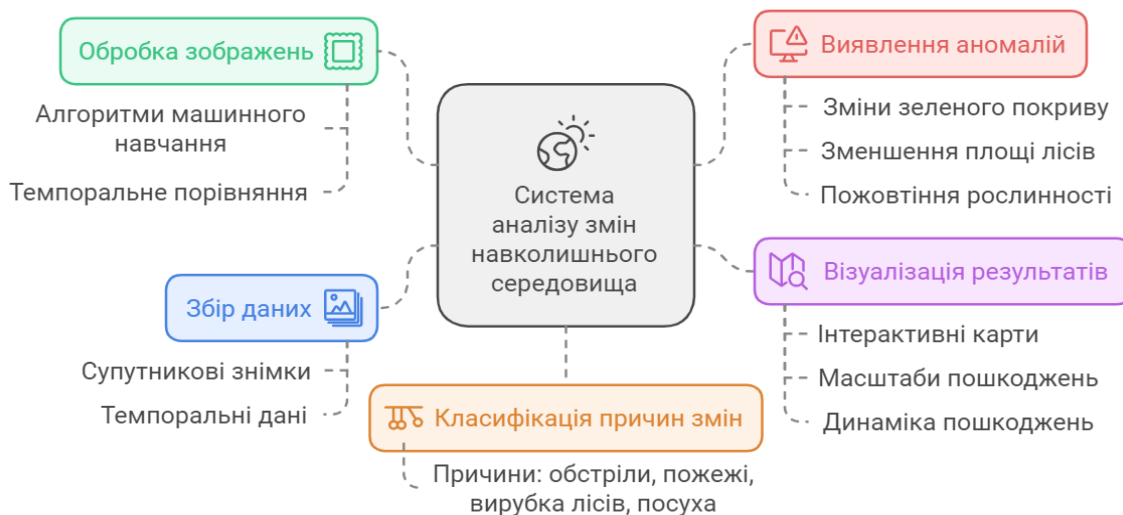 Обробка зображень
Алгоритми машинного
навчання
Темпоральне порівняння
Збір даних
Супутникові знімки
Темпоральні дані
Система
аналізу змін
навколишнього
середовища
Класифікація причин змін
Причини: обстріли, пожежі,
вирубка лісів, посуха
Виявлення аномалій
Зміни зеленого покриву
Зменшення площі лісів
Пожовтіння рослинності
Візуалізація результатів
Інтерактивні карти
Масштаби пошкоджень
Динаміка пошкоджень